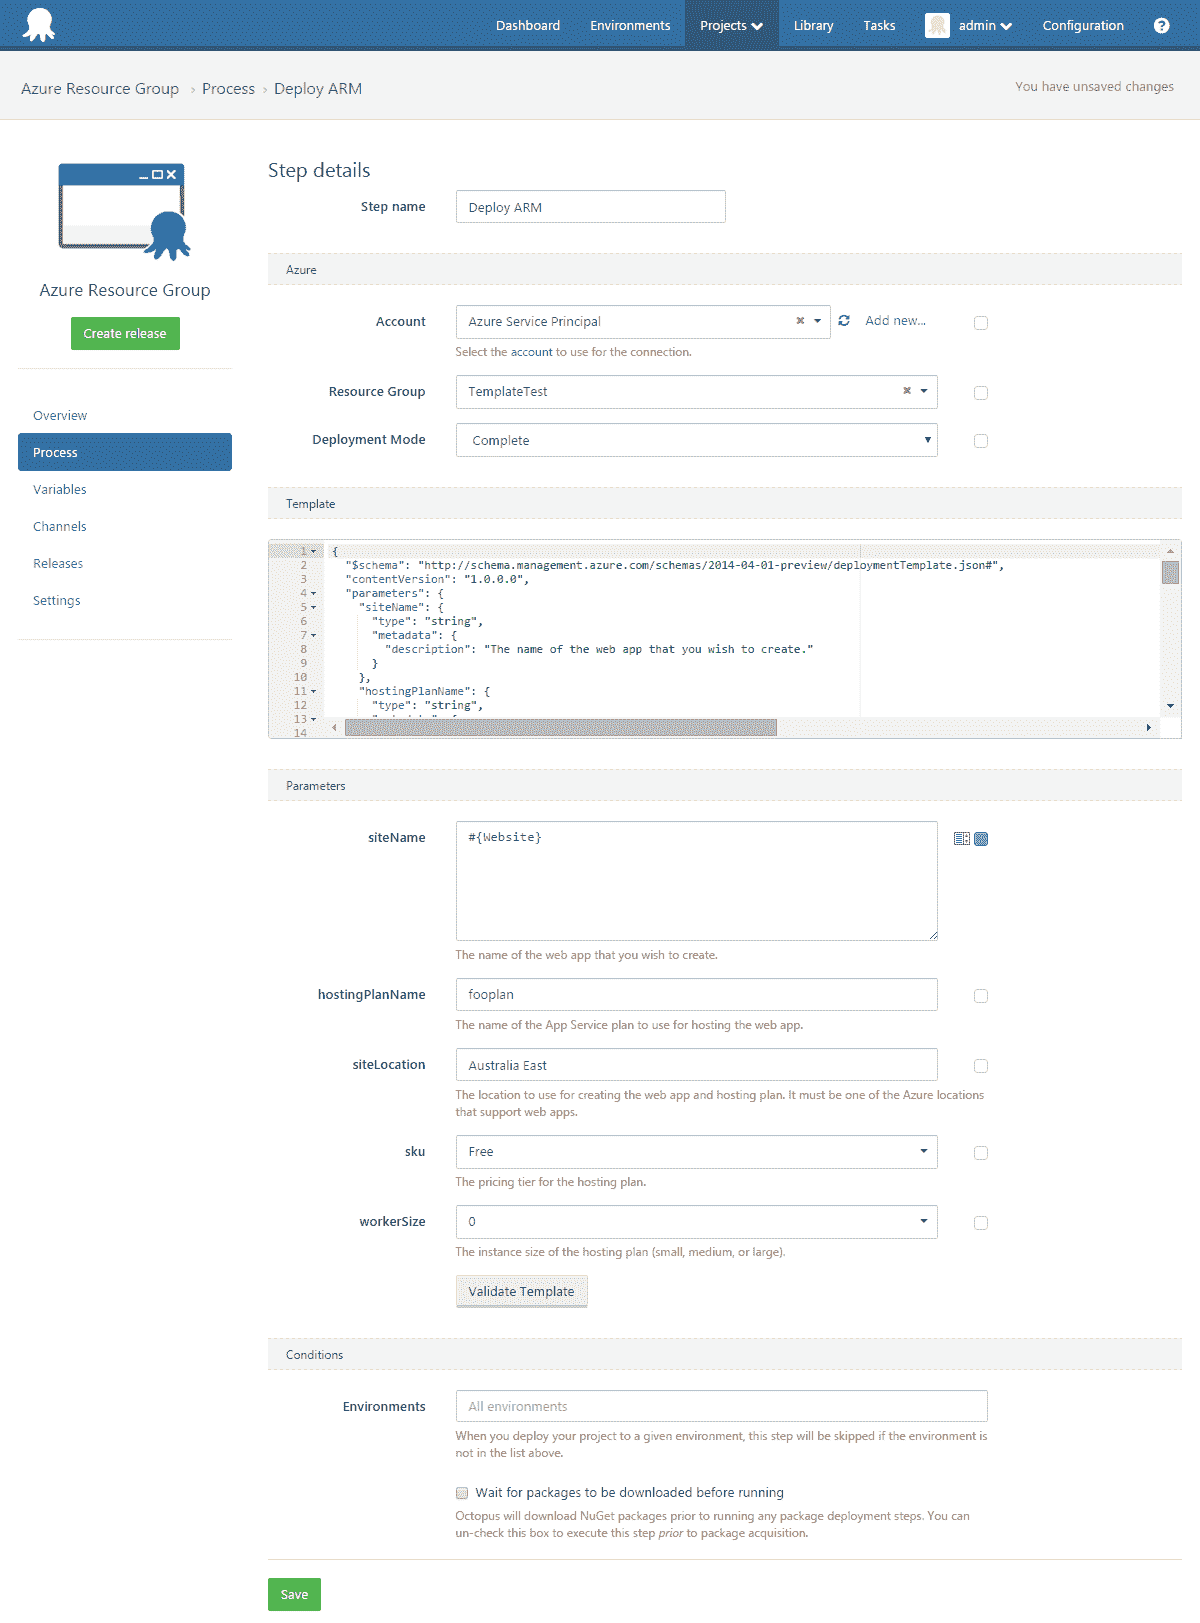 Dashboard Environments Projects Library Tasks admin Configuration ?
Azure Resource Group › Process › Deploy ARM
You have unsaved changes
Azure Resource Group
Create release
Overview
Process
Variables
Channels
Releases
Settings
Step details
Step name Deploy ARM
Azure
Account Azure Service Principal Add new...
Select the account to use for the connection.
Resource Group TemplateTest
Deployment Mode Complete
Template
1 {
2 "$schema": "http://schema.management.azure.com/schemas/2014-04-01-preview/deploymentTemplate.json#",
3 "contentVersion": "1.0.0.0",
4 "parameters": {
5 "siteName": {
6 "type": "string",
7 "metadata": {
8 "description": "The name of the web app that you wish to create."
9 }
10 },
11 "hostingPlanName": {
12 "type": "string",
13
14
Parameters
siteName #{Website}
The name of the web app that you wish to create.
hostingPlanName fooplan
The name of the App Service plan to use for hosting the web app.
siteLocation Australia East
The location to use for creating the web app and hosting plan. It must be one of the Azure locations
that support web apps.
sku Free
The pricing tier for the hosting plan.
workerSize 0
The instance size of the hosting plan (small, medium, or large).
Validate Template
Conditions
Environments All environments
When you deploy your project to a given environment, this step will be skipped if the environment is
not in the list above.
Wait for packages to be downloaded before running
Octopus will download NuGet packages prior to running any package deployment steps. You can
un-check this box to execute this step prior to package acquisition.
Save